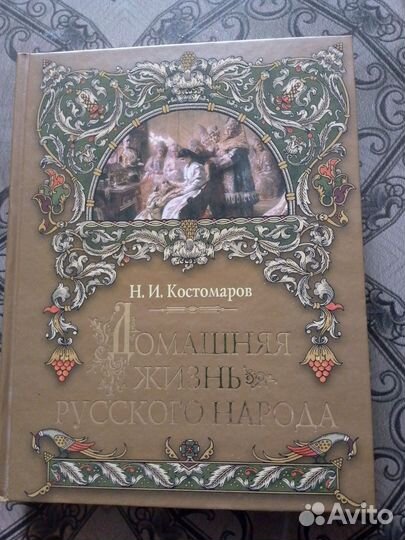 Н. И. Костомаров
ДОМАШНЯЯ
ЖИЗНЬ
РУССКОГО НАРОДА
Avito